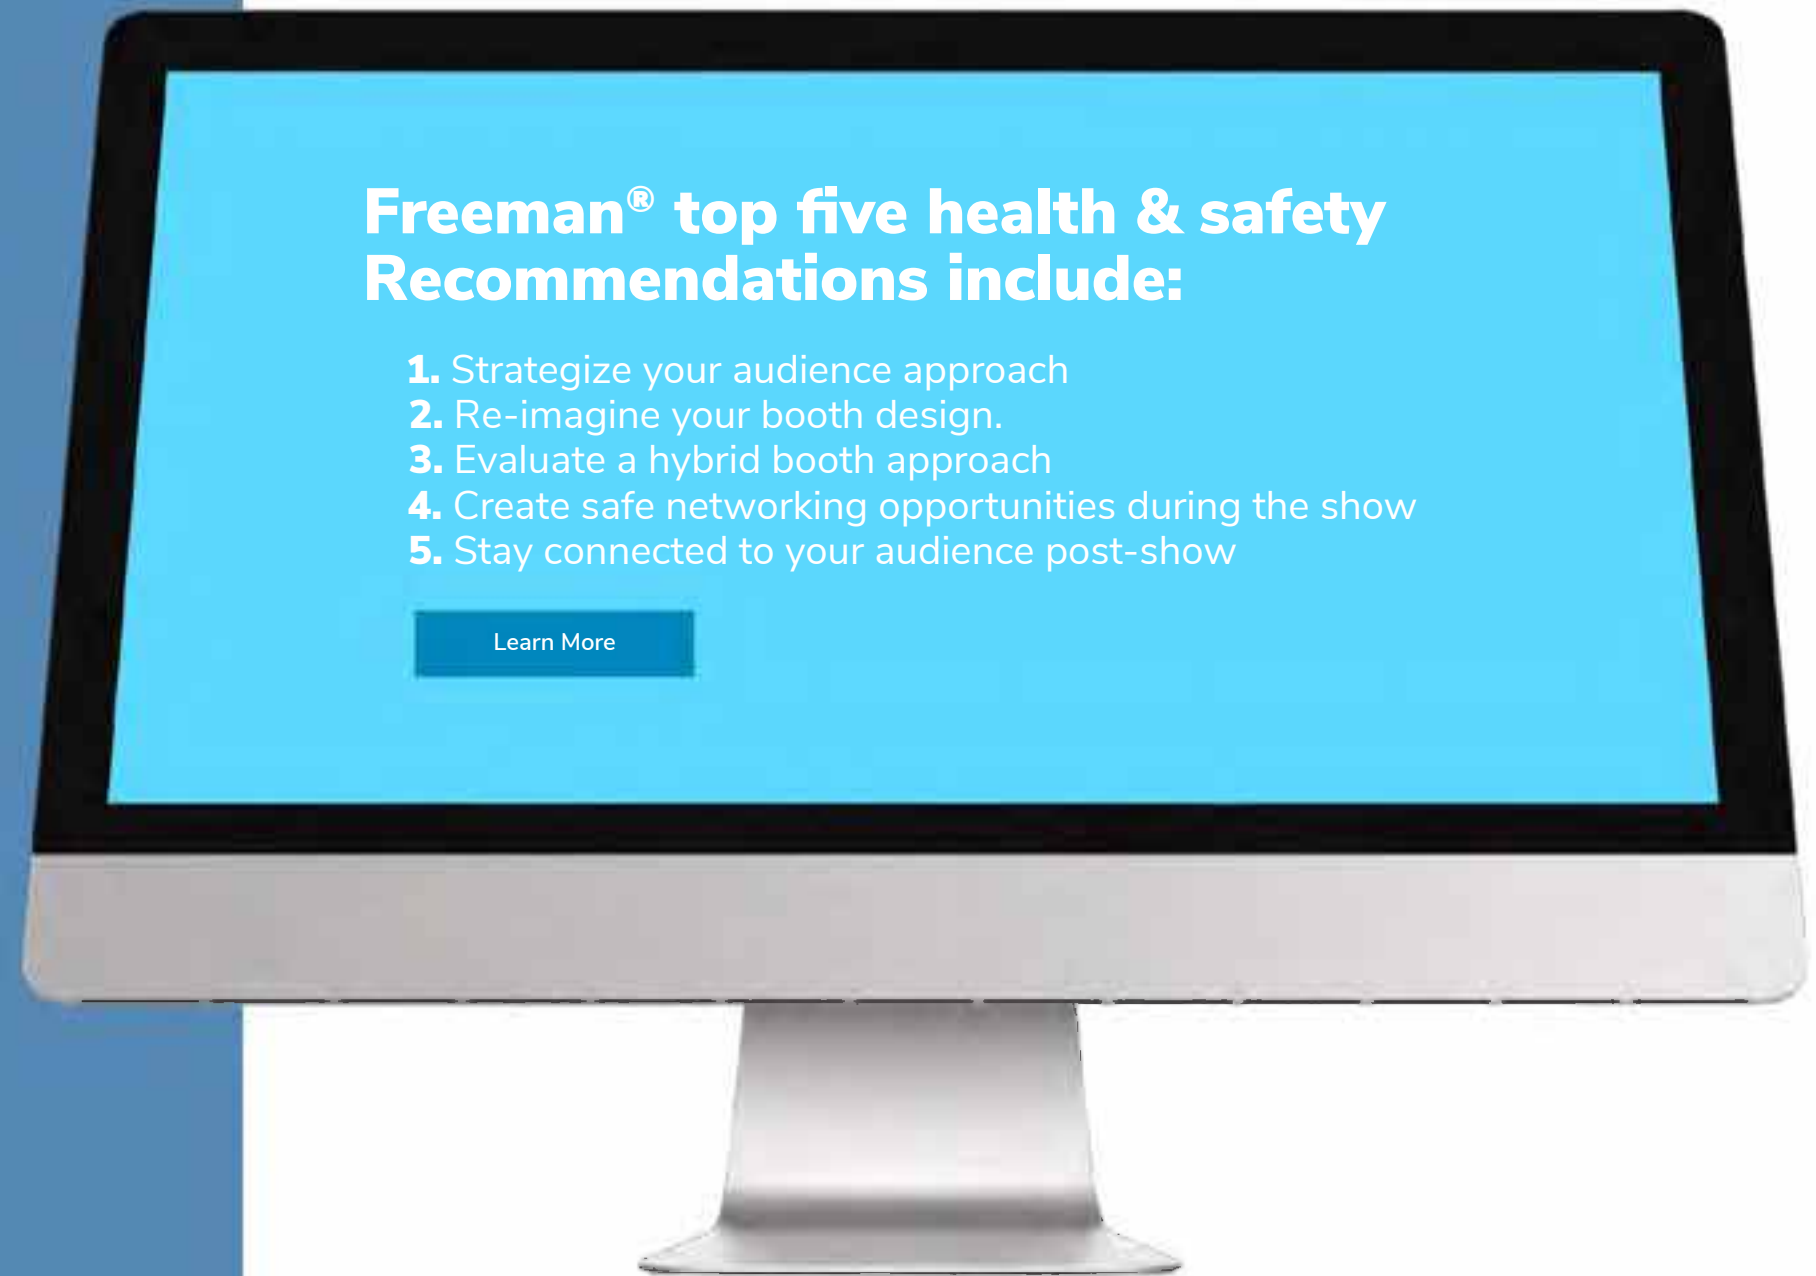 Freeman® top five health & safety
Recommendations include:
1. Strategize your audience approach
2. Re-imagine your booth design.
3. Evaluate a hybrid booth approach
4. Create safe networking opportunities during the show
5. Stay connected to your audience post-show
Learn More